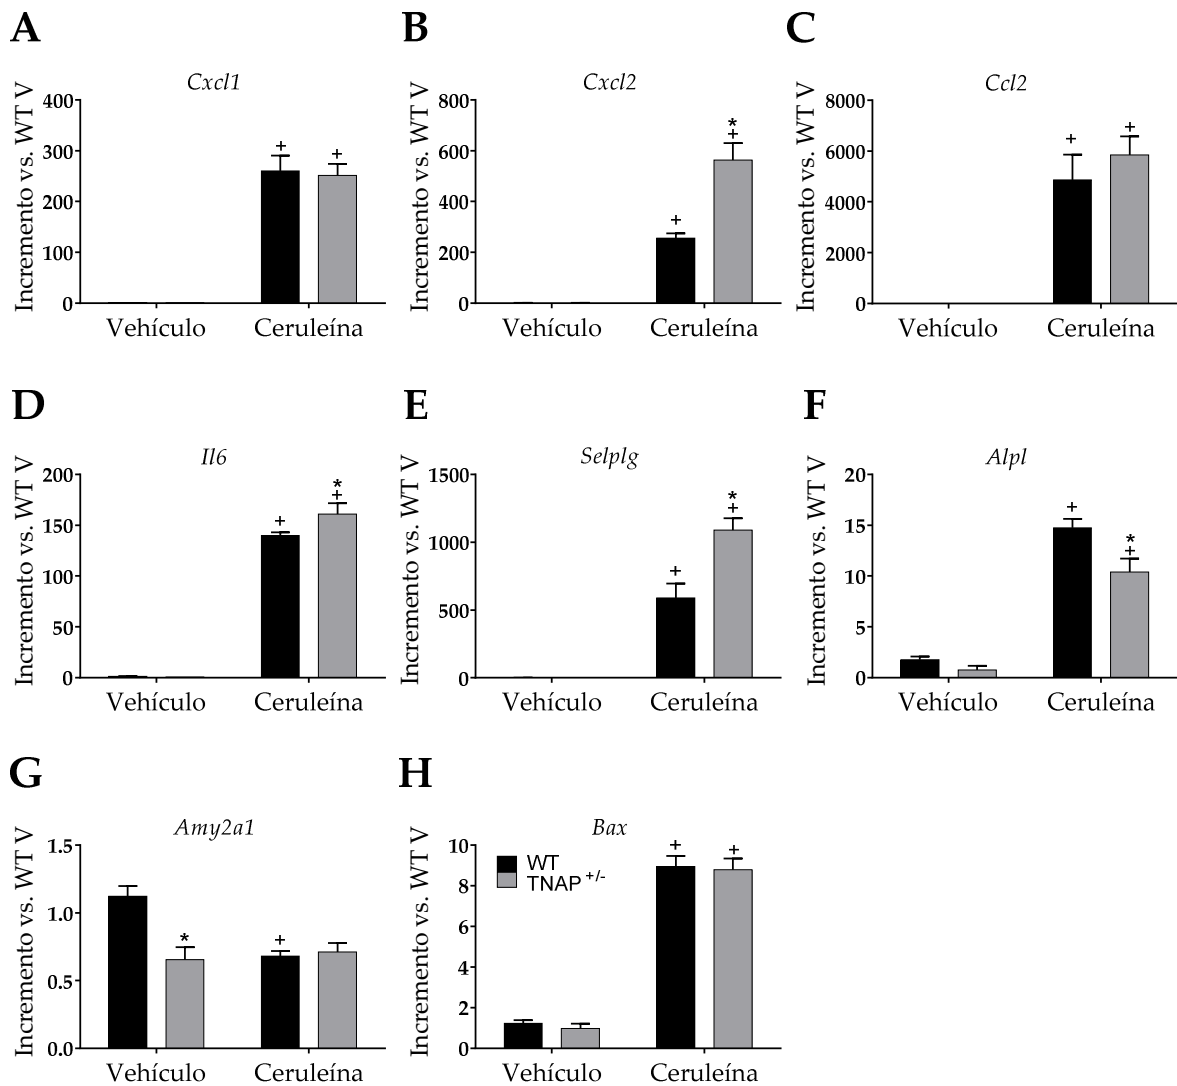 A
Cxcl1
Incremento vs. WT V
400
300
200
100
0
+
+
Vehículo
Ceruleína
B
Cxcl2
Incremento vs. WT V
800
600
400
200
0
+
*
+
Vehículo
Ceruleína
C
Ccl2
Incremento vs. WT V
8000
6000
4000
2000
0
+
+
Vehículo
Ceruleína
D
Il6
Incremento vs. WT V
200
150
100
50
0
+
*
+
Vehículo
Ceruleína
E
Selplg
Incremento vs. WT V
1500
1000
500
0
+
*
+
Vehículo
Ceruleína
F
Alpl
Incremento vs. WT V
20
15
10
5
0
+
*
+
Vehículo
Ceruleína
G
Amy2a1
Incremento vs. WT V
1.5
1.0
0.5
0.0
*
+
Vehículo
Ceruleína
H
Bax
Incremento vs. WT V
10
8
6
4
2
0
WT
TNAP +/-
+
+
Vehículo
Ceruleína